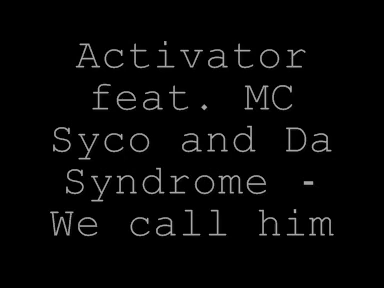 Activator
feat. MC
Syco and Da
Syndrome -
We call him